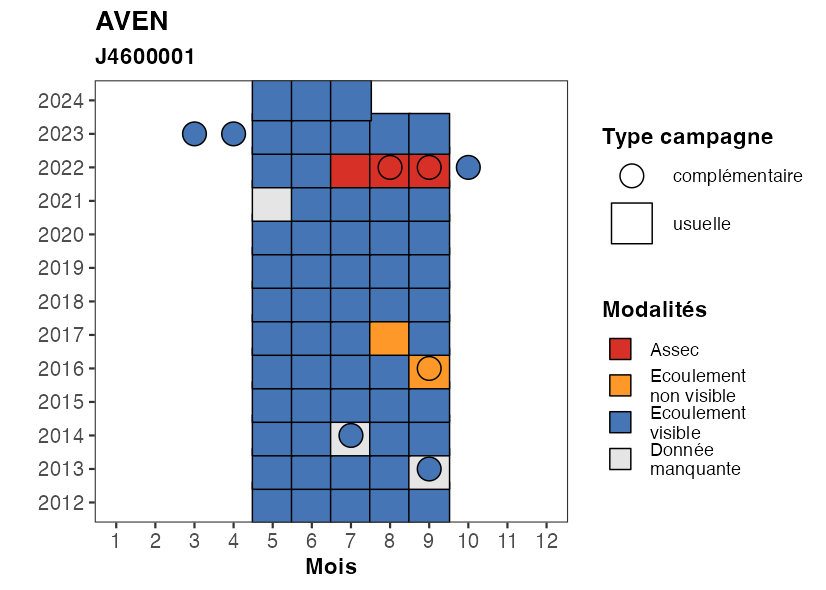 AVEN
J4600001
2024
2023
2022
2021
2020
2019
2018
2017
2016
2015
2014
2013
2012
1 2 3 4 5 6 7 8 9 10 11 12
Mois
Type campagne
complémentaire
usuelle
Modalités
Assec
Ecoulement
non visible
Ecoulement
visible
Donnée
manquante